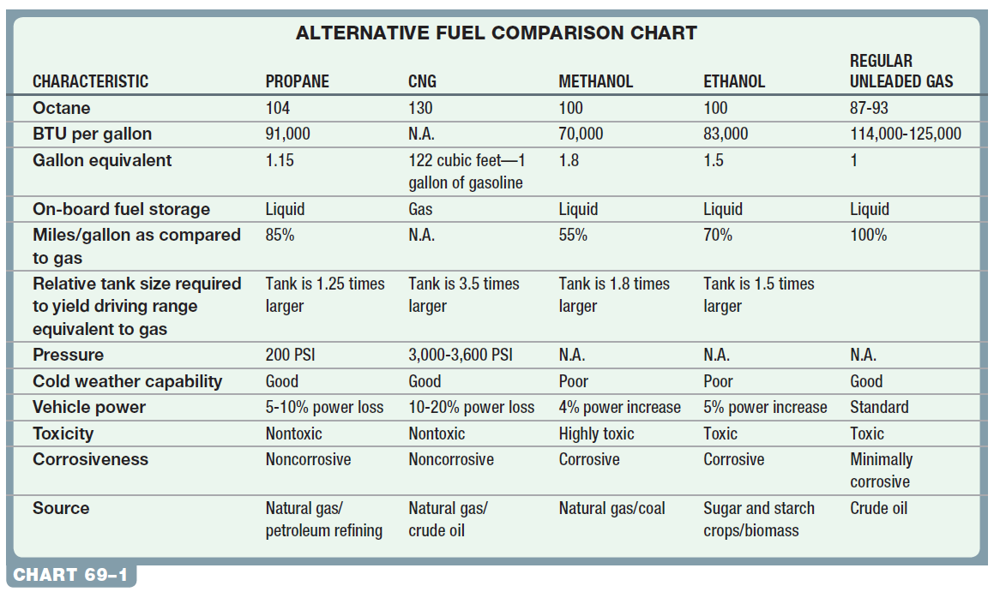 ALTERNATIVE FUEL COMPARISON CHART
REGULAR
CHARACTERISTIC PROPANE CNG METHANOL ETHANOL UNLEADED GAS
Octane 104 130 100 100 87-93
BTU per gallon 91,000 N.A. 70,000 83,000 114,000-125,000
Gallon equivalent 1.15 122 cubic feet—1 1.8 1.5 1
gallon of gasoline
On-board fuel storage Liquid Gas Liquid Liquid Liquid
Miles/gallon as compared 85% N.A. 55% 70% 100%
to gas
Relative tank size required Tank is 1.25 times Tank is 3.5 times Tank is 1.8 times Tank is 1.5 times
to yield driving range larger larger larger larger
equivalent to gas
Pressure 200 PSI 3,000-3,600 PSI N.A. N.A. N.A.
Cold weather capability Good Good Poor Poor Good
Vehicle power 5-10% power loss 10-20% power loss 4% power increase 5% power increase Standard
Toxicity Nontoxic Nontoxic Highly toxic Toxic Toxic
Corrosiveness Noncorrosive Noncorrosive Corrosive Corrosive Minimally
corrosive
Source Natural gas/ Natural gas/ Natural gas/coal Sugar and starch Crude oil
petroleum refining crude oil crops/biomass
CHART 69–1